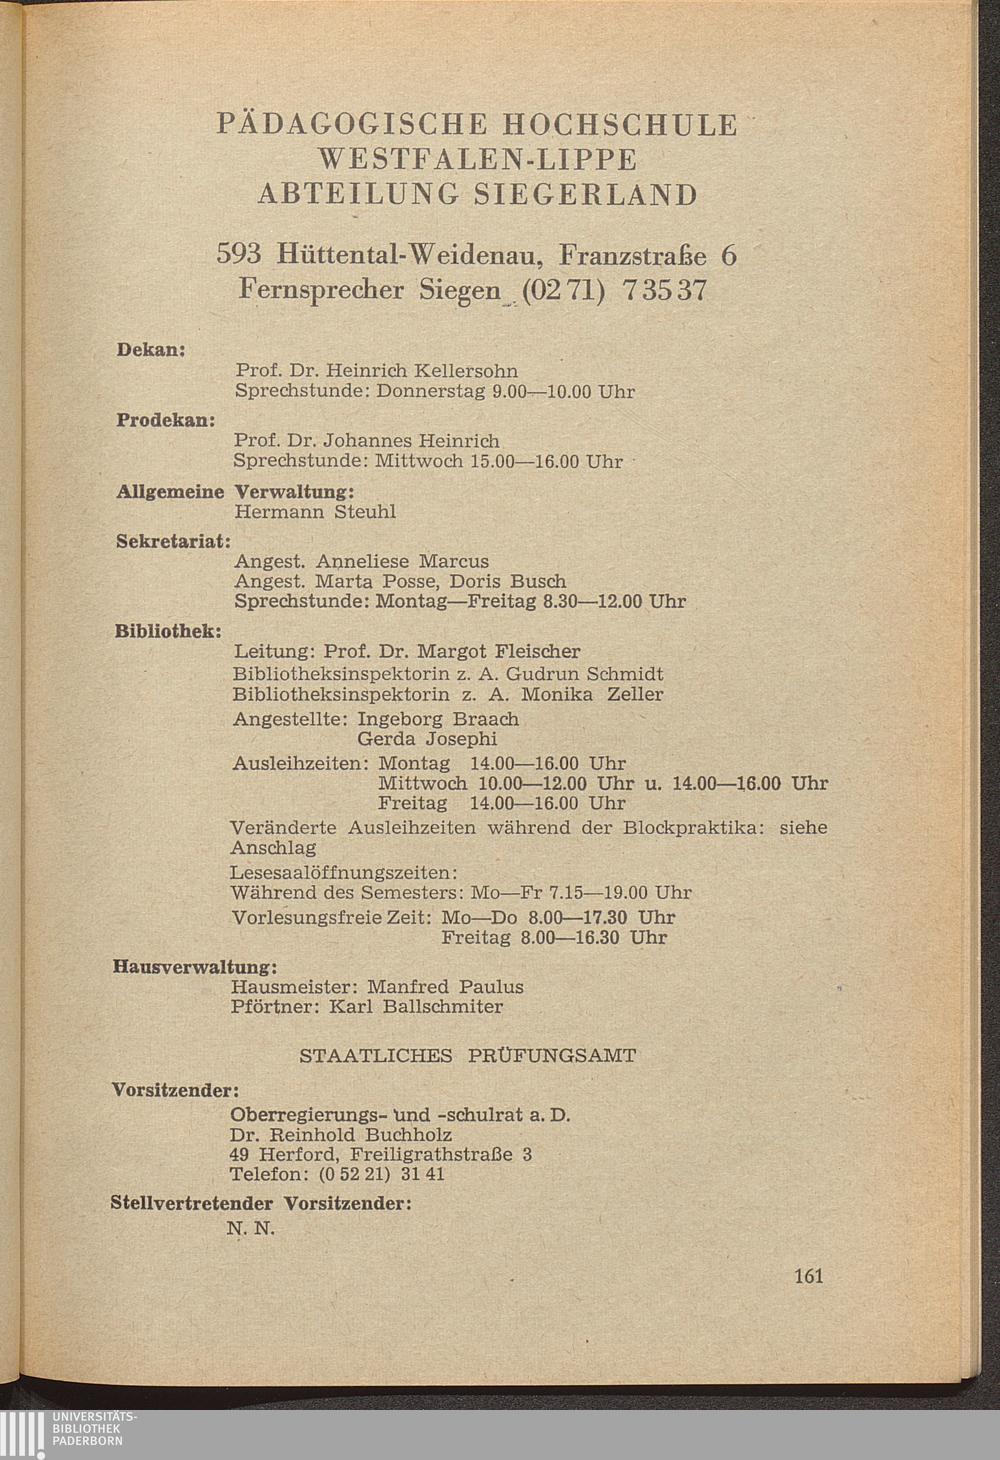 PÄDAGOGISCHE HOCHSCHULE
WESTFALEN-LIPPE
ABTEILUNG SIEGERLAND
593 Hüttental-Weidenau, Franzstraße 6
Fernsprecher Siegen (02 71) 7 35 37
Dekan:
Prof. Dr. Heinrich Kellersohn
Sprechstunde: Donnerstag 9.00—10.00 Uhr
Prodekan:
Prof. Dr. Johannes Heinrich
Sprechstunde: Mittwoch 15.00—16.00 Uhr
Allgemeine Verwaltung:
Hermann Steuhl
Sekretariat:
Angest. Anneliese Marcus
Angest. Marta Posse, Doris Busch
Sprechstunde: Montag—Freitag 8.30—12.00 Uhr
Bibliothek:
Leitung: Prof. Dr. Margot Fleischer
Bibliotheksinspektorin z. A. Gudrun Schmidt
Bibliotheksinspektorin z. A. Monika Zeller
Angestellte: Ingeborg Braach
Gerda Josephi
Ausleihzeiten: Montag 14.00—16.00 Uhr
Mittwoch 10.00—12.00 Uhr u. 14.00—16.00 Uhr
Freitag 14.00—16.00 Uhr
Veränderte Ausleihzeiten während der Blockpraktika: siehe
Anschlag
Lesesaalöffnungszeiten:
Während des Semesters: Mo—Fr 7.15—19.00 Uhr
Vorlesungsfreie Zeit: Mo—Do 8.00—17.30 Uhr
Freitag 8.00—16.30 Uhr
Hausverwaltung:
Hausmeister: Manfred Paulus
Pförtner: Karl Ballschmiter
STAATLICHES PRÜFUNGSAMT
Vorsitzender:
Oberregierungs- und -schulrat a. D.
Dr. Reinhold Buchholz
49 Herford, Freiligrathstraße 3
Telefon: (0 52 21) 31 41
Stellvertretender Vorsitzender:
N. N.
161
UNIVERSITÄTS-
BIBLIOTHEK
PADERBORN